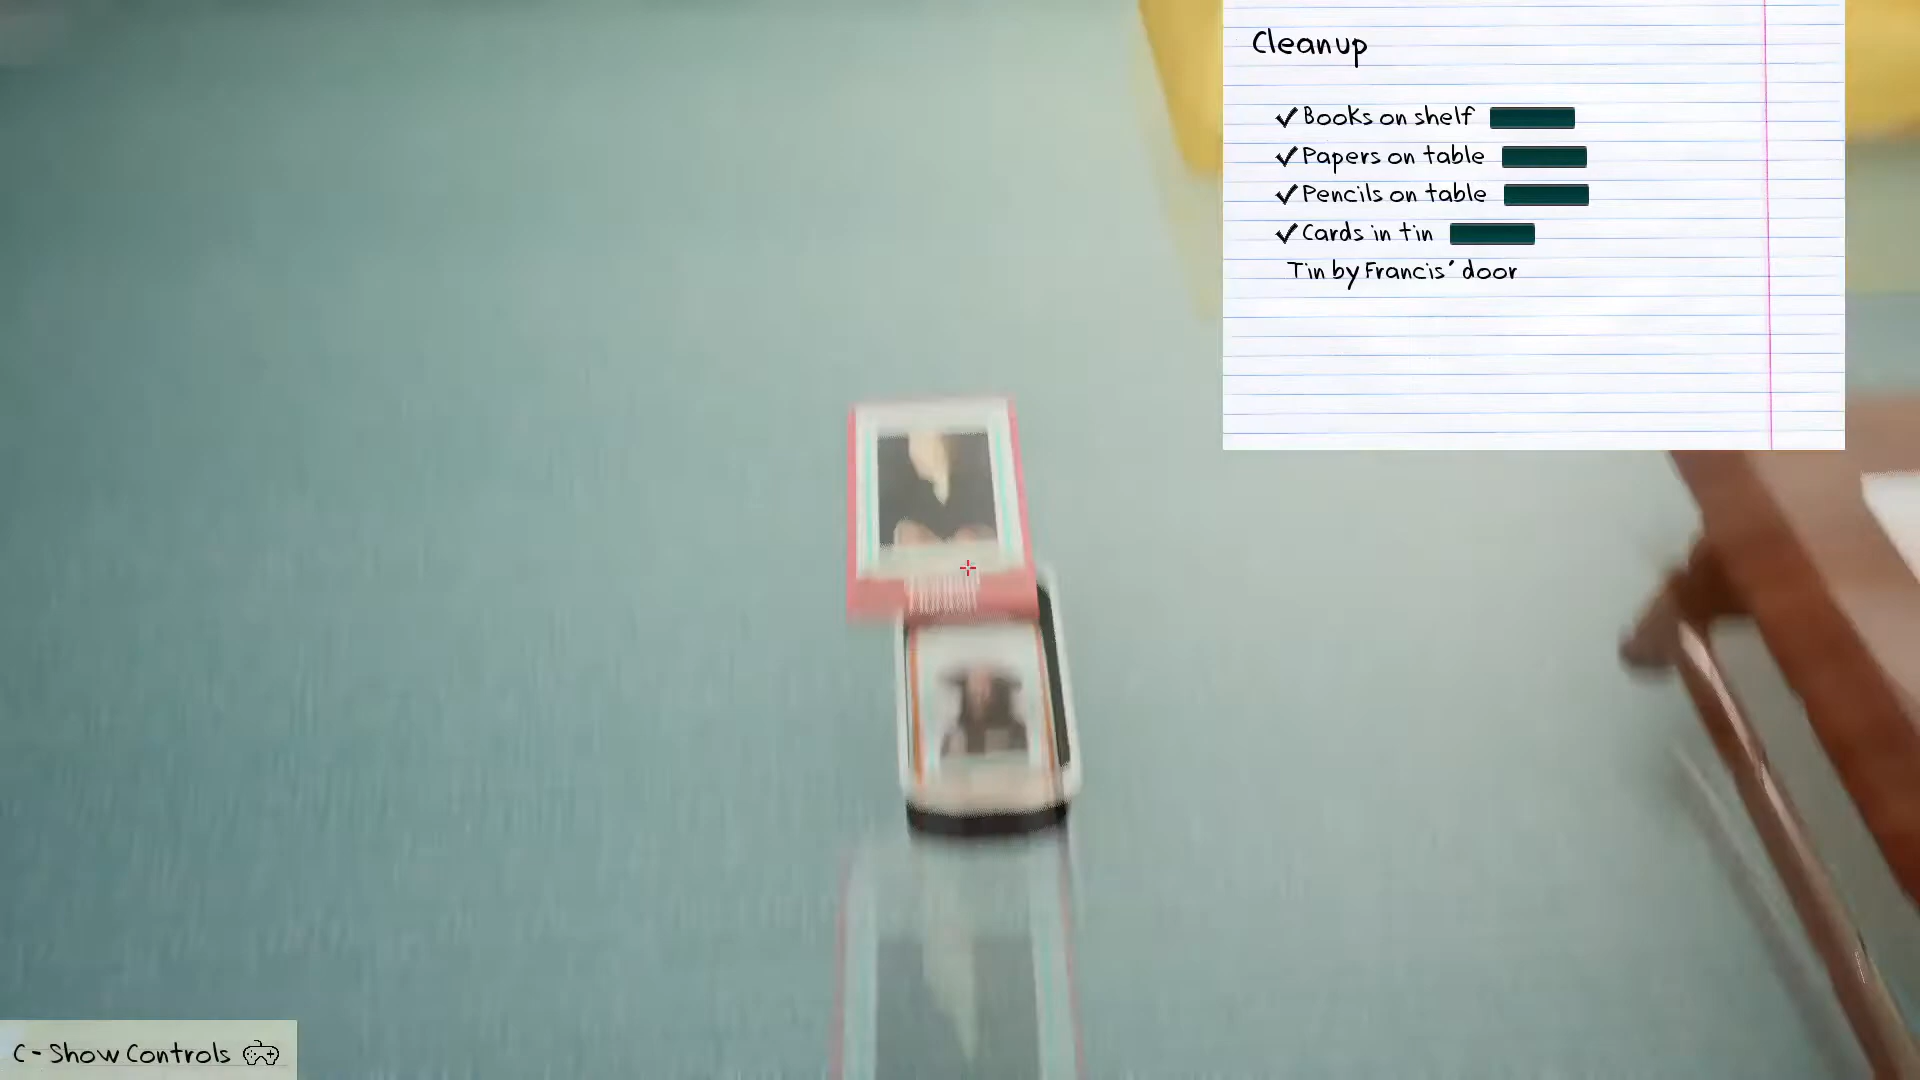 Cleanup
✓ Books on shelf
✓ Papers on table
✓ Pencils on table
✓ Cards in tin
Tin by Francis' door
C - Show Controls